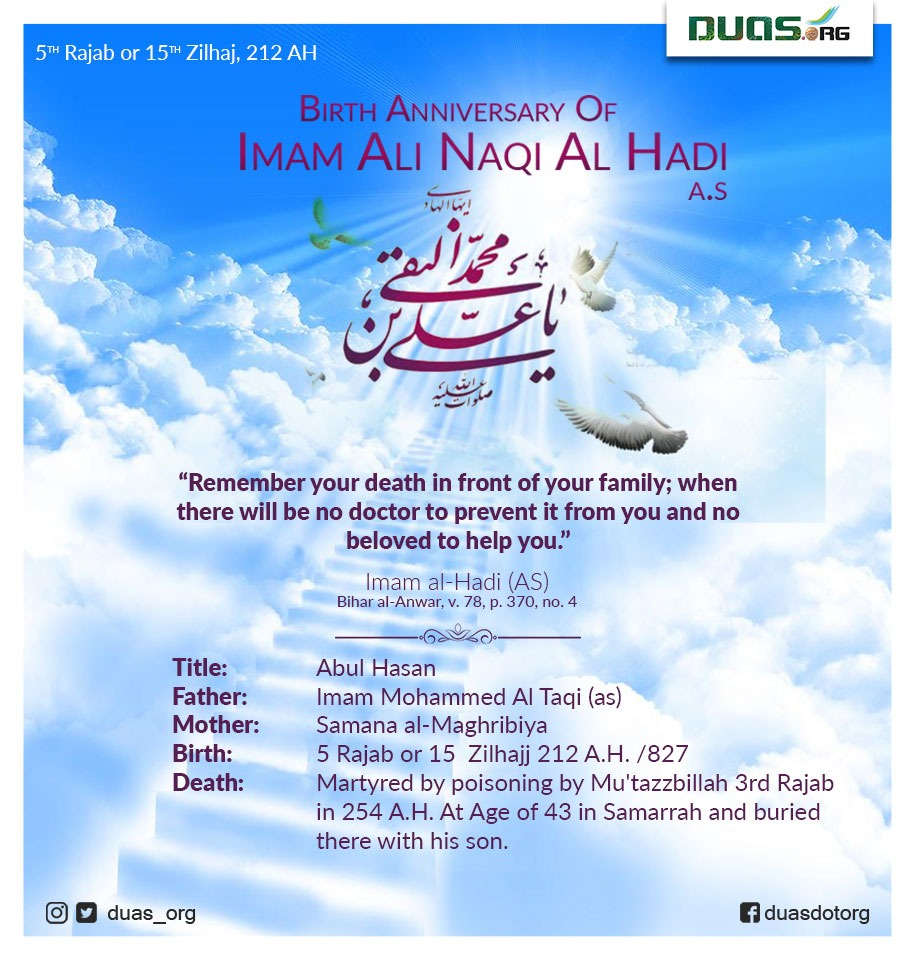 DUAS.ORG
5TH Rajab or 15TH Zilhaj, 212 AH
BIRTH ANNIVERSARY OF
IMAM ALI NAQI AL HADI
A.S
ایها الهادی
محمد النقی
یا علی بن
صلوات الله علیه
“Remember your death in front of your family; when
there will be no doctor to prevent it from you and no
beloved to help you.”
Imam al-Hadi (AS)
Bihar al-Anwar, v. 78, p. 370, no. 4
Title: Abul Hasan
Father: Imam Mohammed Al Taqi (as)
Mother: Samana al-Maghribiya
Birth: 5 Rajab or 15 Zilhajj 212 A.H. /827
Death: Martyred by poisoning by Mu'tazzbillah 3rd Rajab
in 254 A.H. At Age of 43 in Samarrah and buried
there with his son.
duas_org
duasdotorg